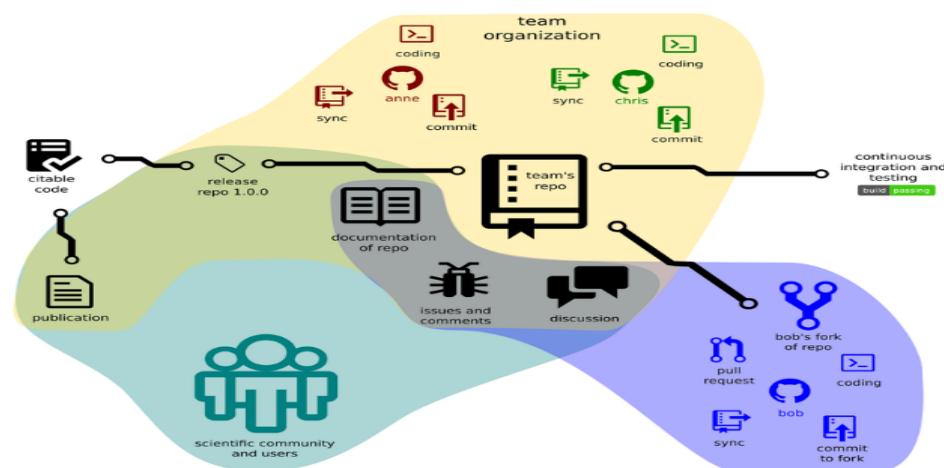 team
organization
coding
anne
sync
commit
coding
sync
chris
commit
citable
code
release
repo 1.0.0
team's
repo
continuous
integration and
testing
build passing
documentation
of repo
publication
issues and
comments
discussion
bob's fork
of repo
pull
request
coding
bob
sync
commit
to fork
scientific community
and users